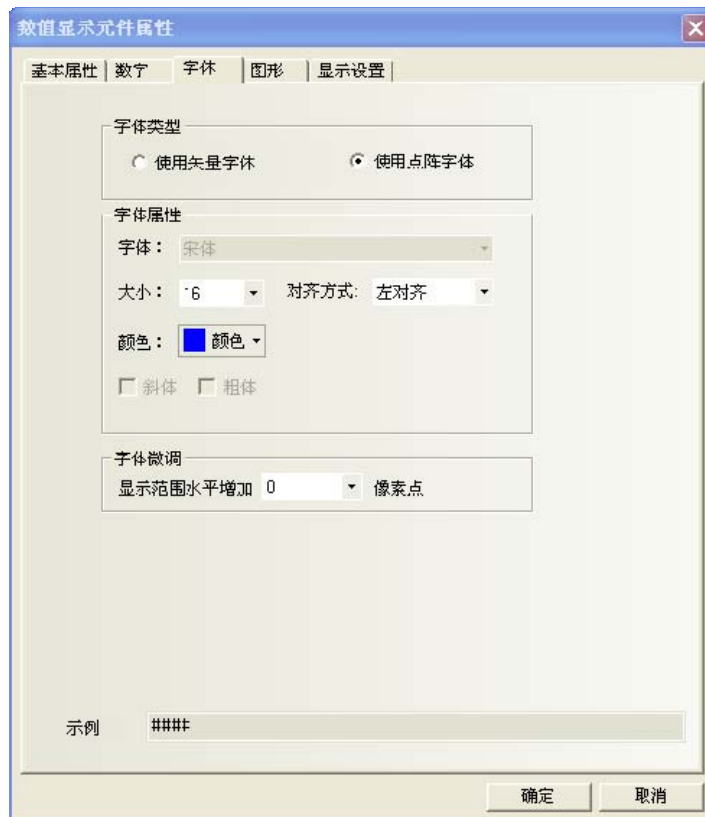 数值显示元件属性
基本属性 数字 字体 图形 显示设置
字体类型
使用矢量字体 使用点阵字体
字体属性
字体： 宋体
大小： 16 对齐方式: 左对齐
颜色： 颜色
斜体 粗体
字体微调
显示范围水平增加 0 像素点
示例 ####
确定 取消